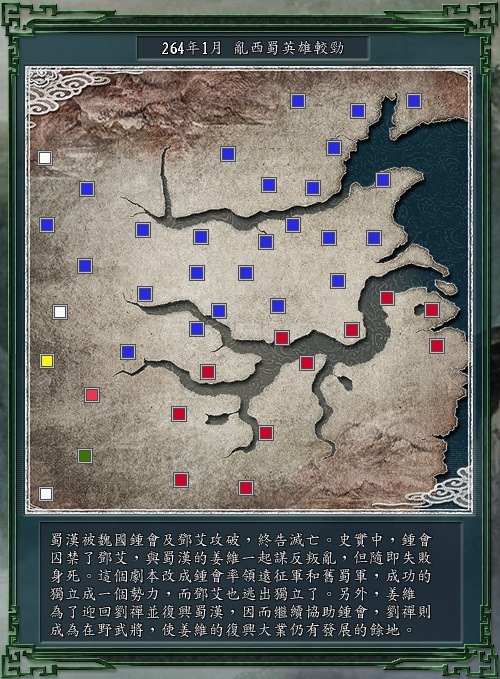 264年1月 亂西蜀英雄較勁
蜀漢被魏國鍾會及鄧艾攻破，終告滅亡。史實中，鍾會
囚禁了鄧艾，與蜀漢的姜維一起謀反叛亂，但隨即失敗
身死。這個劇本改成鍾會率領遠征軍和舊蜀軍，成功的
獨立成一個勢力，而鄧艾也逃出獨立了。另外，姜維
為了迎回劉禪並復興蜀漢，因而繼續協助鍾會，劉禪則
成為在野武將，使姜維的復興大業仍有發展的餘地。